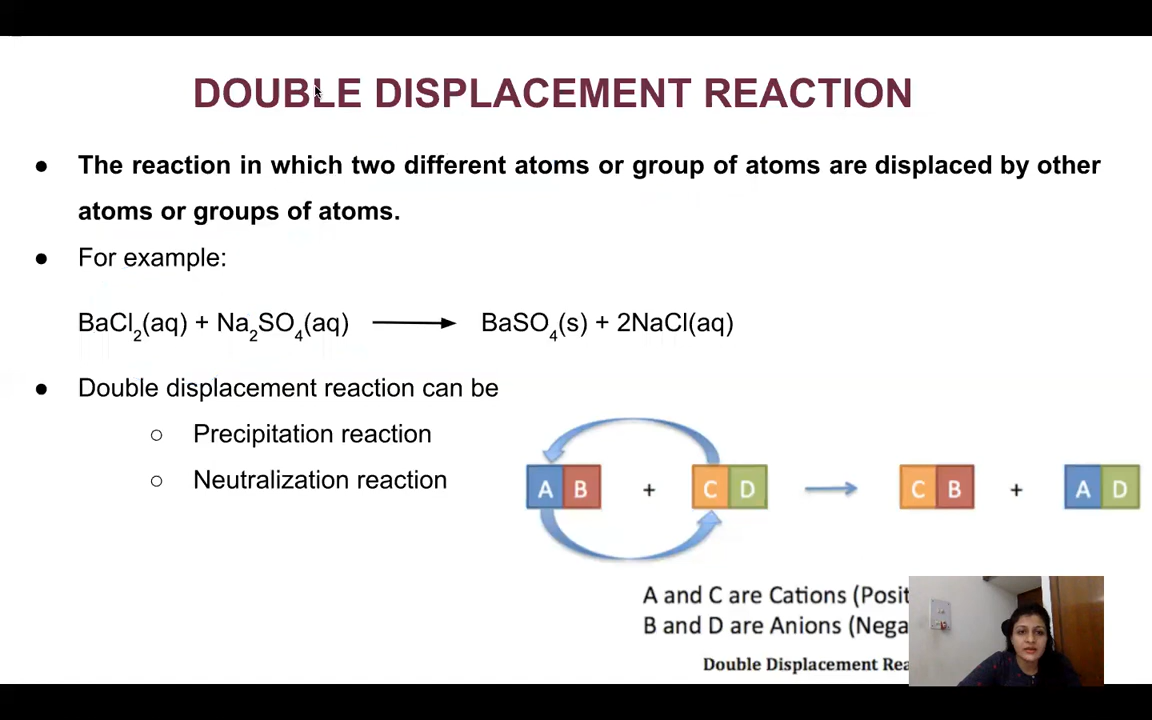 DOUBLE DISPLACEMENT REACTION
● The reaction in which two different atoms or group of atoms are displaced by other
atoms or groups of atoms.
● For example:
BaCl₂(aq) + Na₂SO₄(aq) ⟶ BaSO₄(s) + 2NaCl(aq)
● Double displacement reaction can be
○ Precipitation reaction
○ Neutralization reaction
A B + C D → C B + A D
A and C are Cations (Posit
B and D are Anions (Nega
Double Displacement Rea